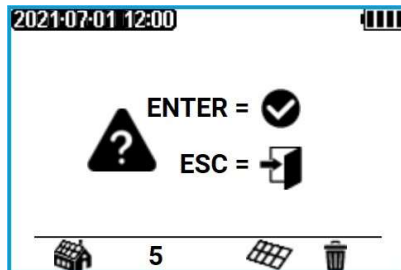 2021-07-01 12:00
ENTER =
?
ESC =
5